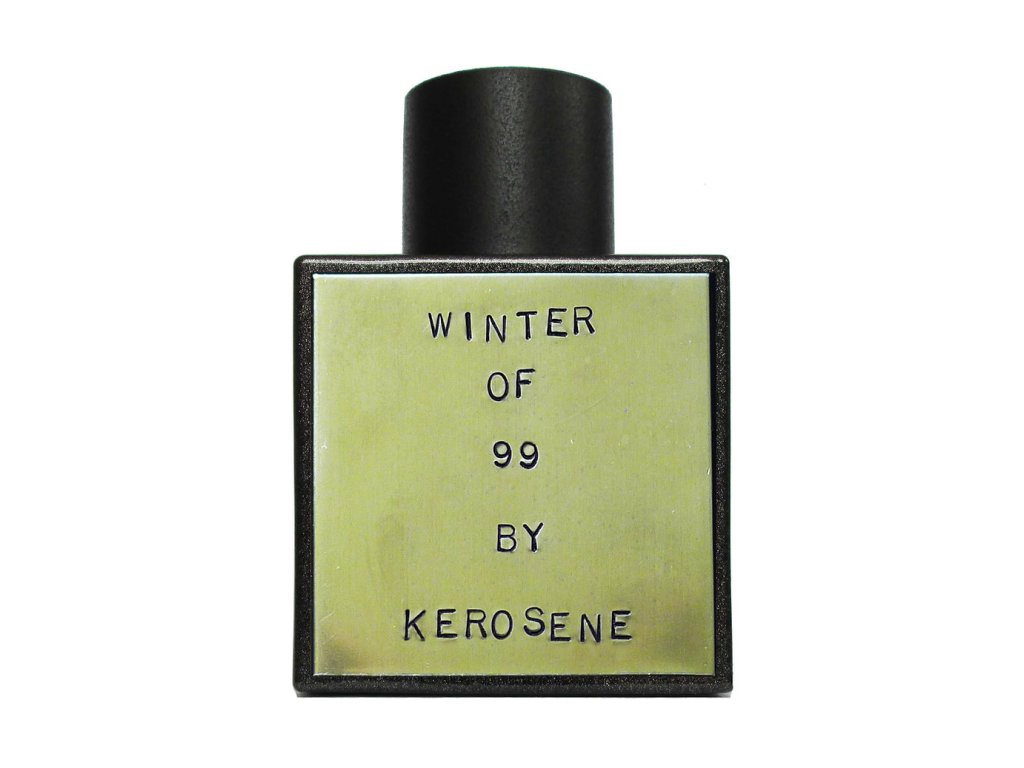 WINTER
OF
99
BY
KEROSENE